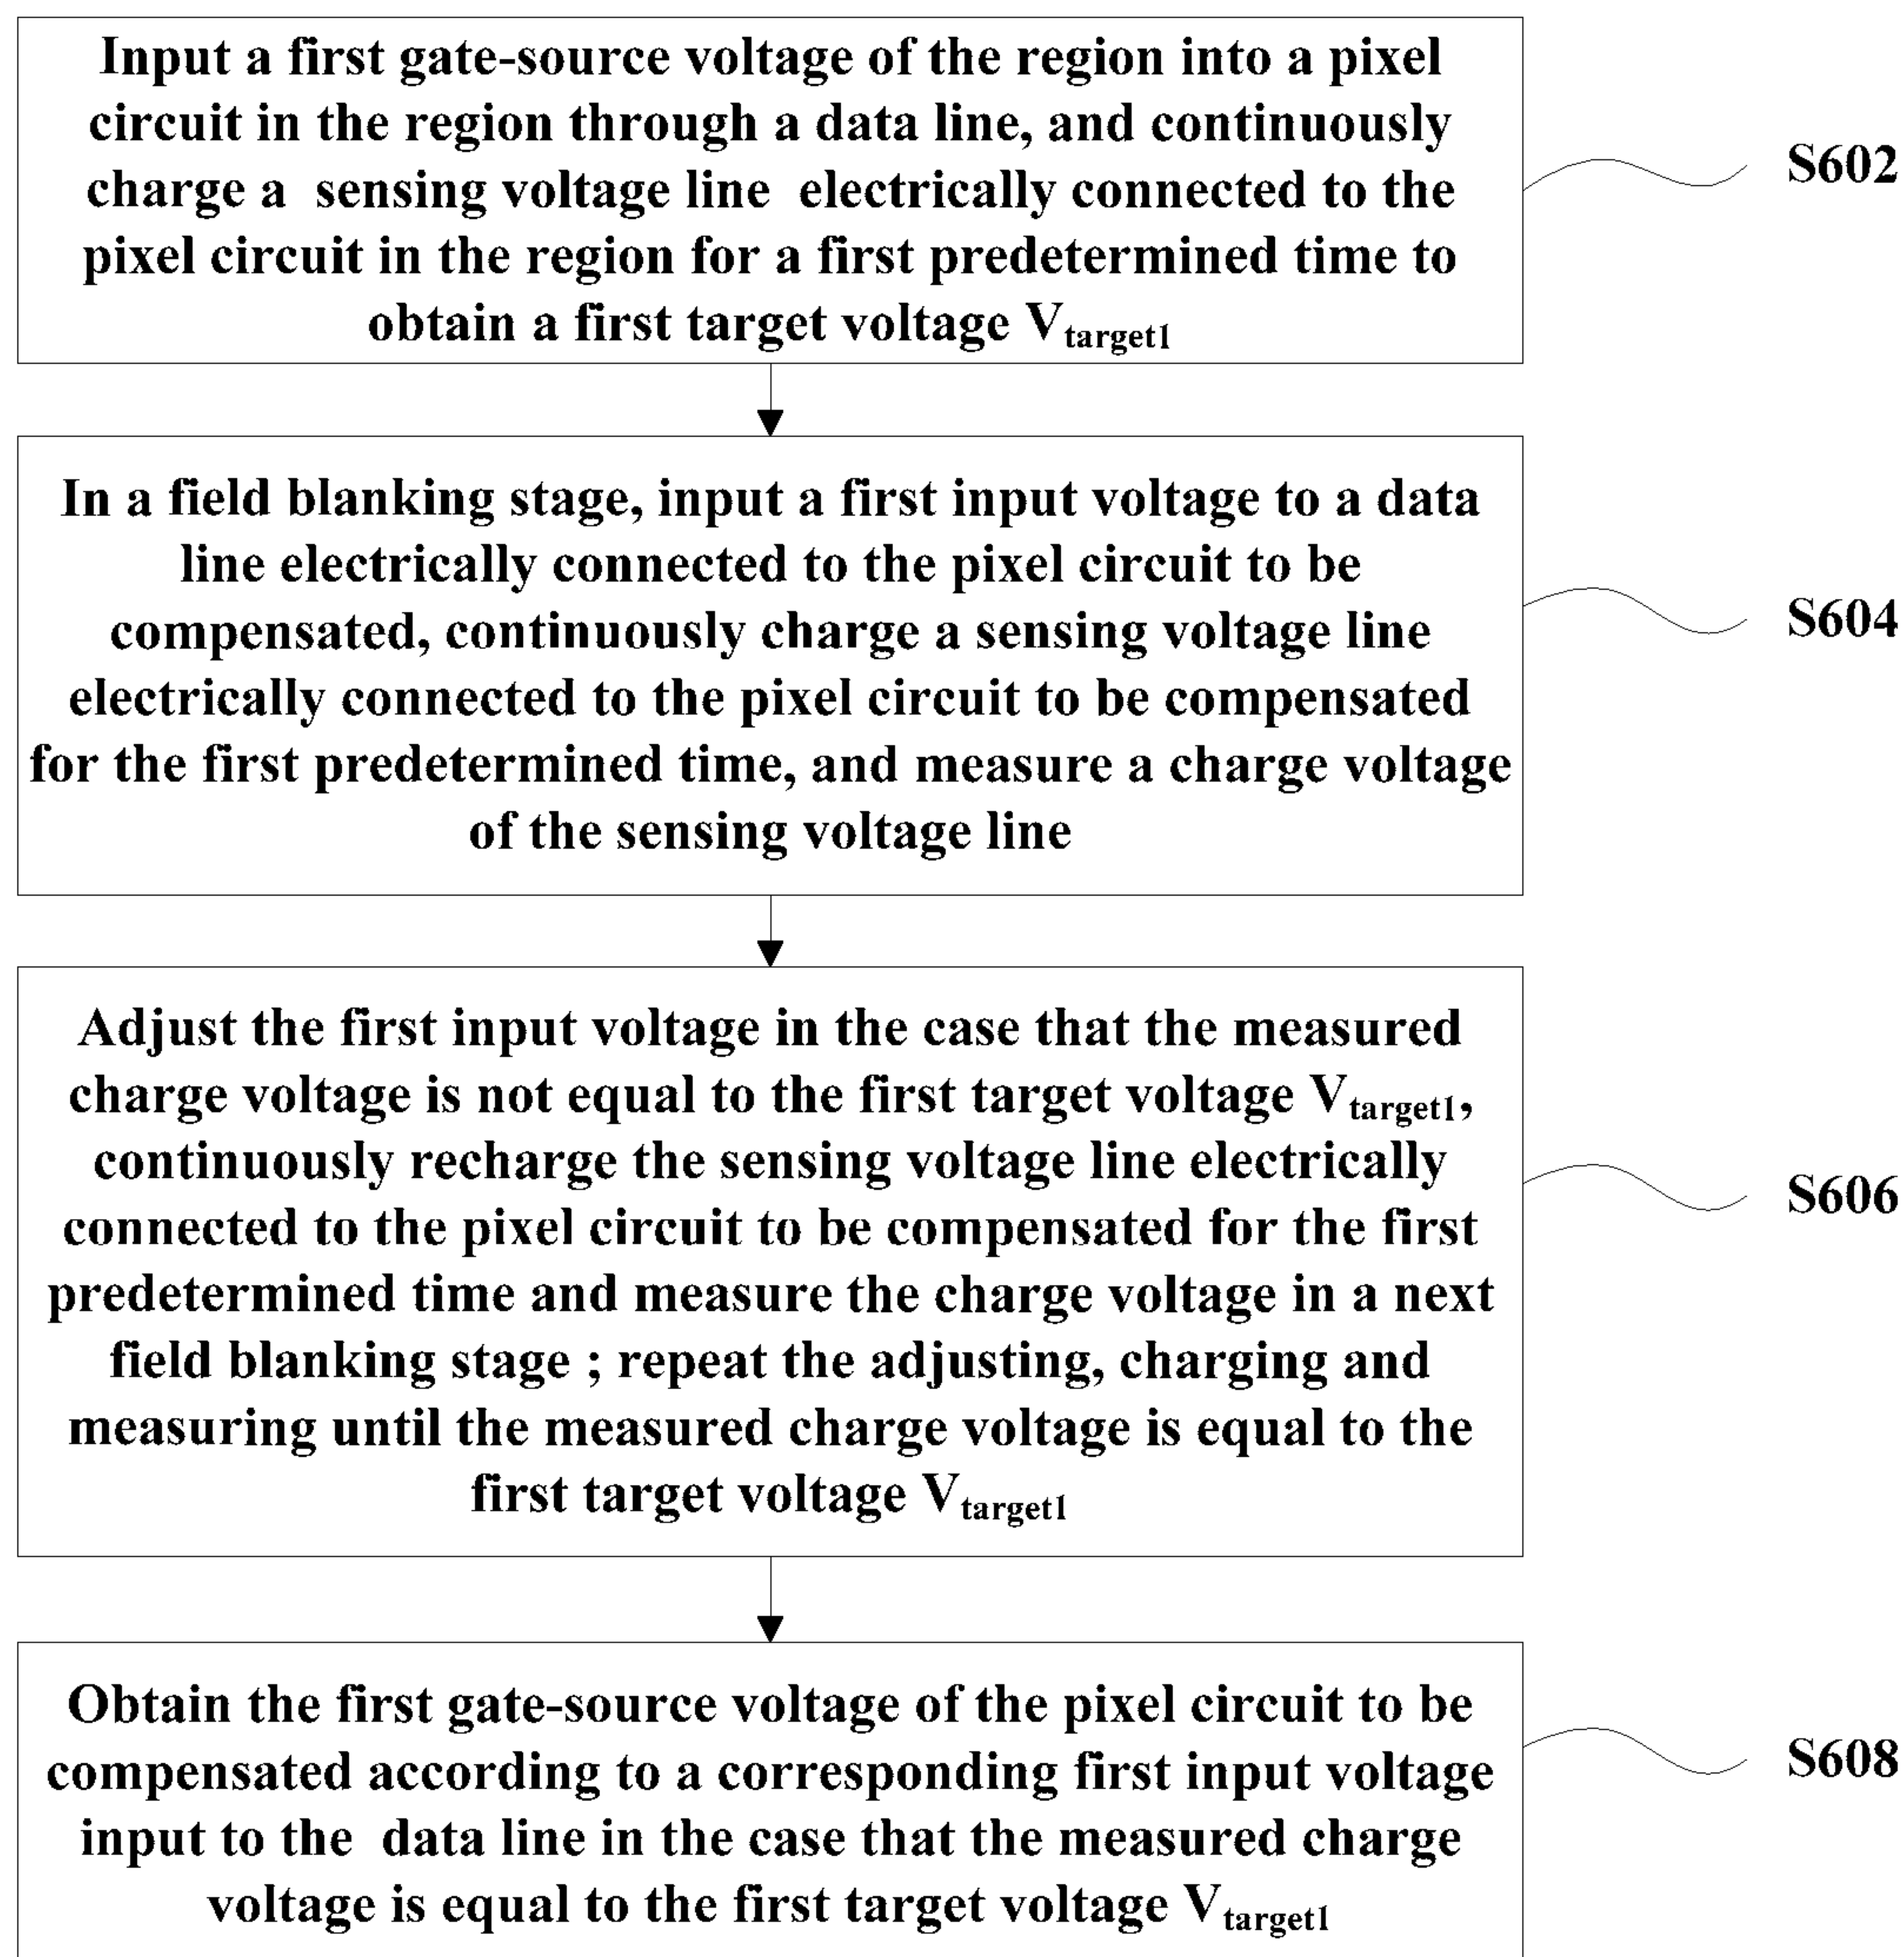 Input a first gate-source voltage of the region into a pixel
circuit in the region through a data line, and continuously
charge a sensing voltage line electrically connected to the
pixel circuit in the region for a first predetermined time to
obtain a first target voltage Vtarget1
S602
In a field blanking stage, input a first input voltage to a data
line electrically connected to the pixel circuit to be
compensated, continuously charge a sensing voltage line
electrically connected to the pixel circuit to be compensated
for the first predetermined time, and measure a charge voltage
of the sensing voltage line
S604
Adjust the first input voltage in the case that the measured
charge voltage is not equal to the first target voltage Vtarget1,
continuously recharge the sensing voltage line electrically
connected to the pixel circuit to be compensated for the first
predetermined time and measure the charge voltage in a next
field blanking stage ; repeat the adjusting, charging and
measuring until the measured charge voltage is equal to the
first target voltage Vtarget1
S606
Obtain the first gate-source voltage of the pixel circuit to be
compensated according to a corresponding first input voltage
input to the data line in the case that the measured charge
voltage is equal to the first target voltage Vtarget1
S608